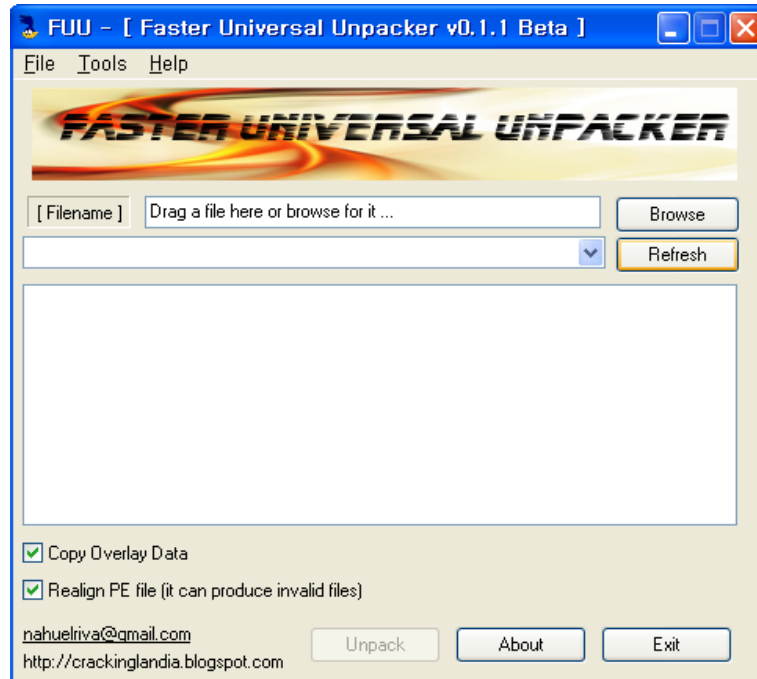 FUU - [ Faster Universal Unpacker v0.1.1 Beta ]
File Tools Help
FASTER UNIVERSAL UNPACKER
[ Filename ] Drag a file here or browse for it ... Browse
Refresh
Copy Overlay Data
Realign PE file (it can produce invalid files)
nahuelriva@gmail.com
http://crackinglandia.blogspot.com
Unpack About Exit